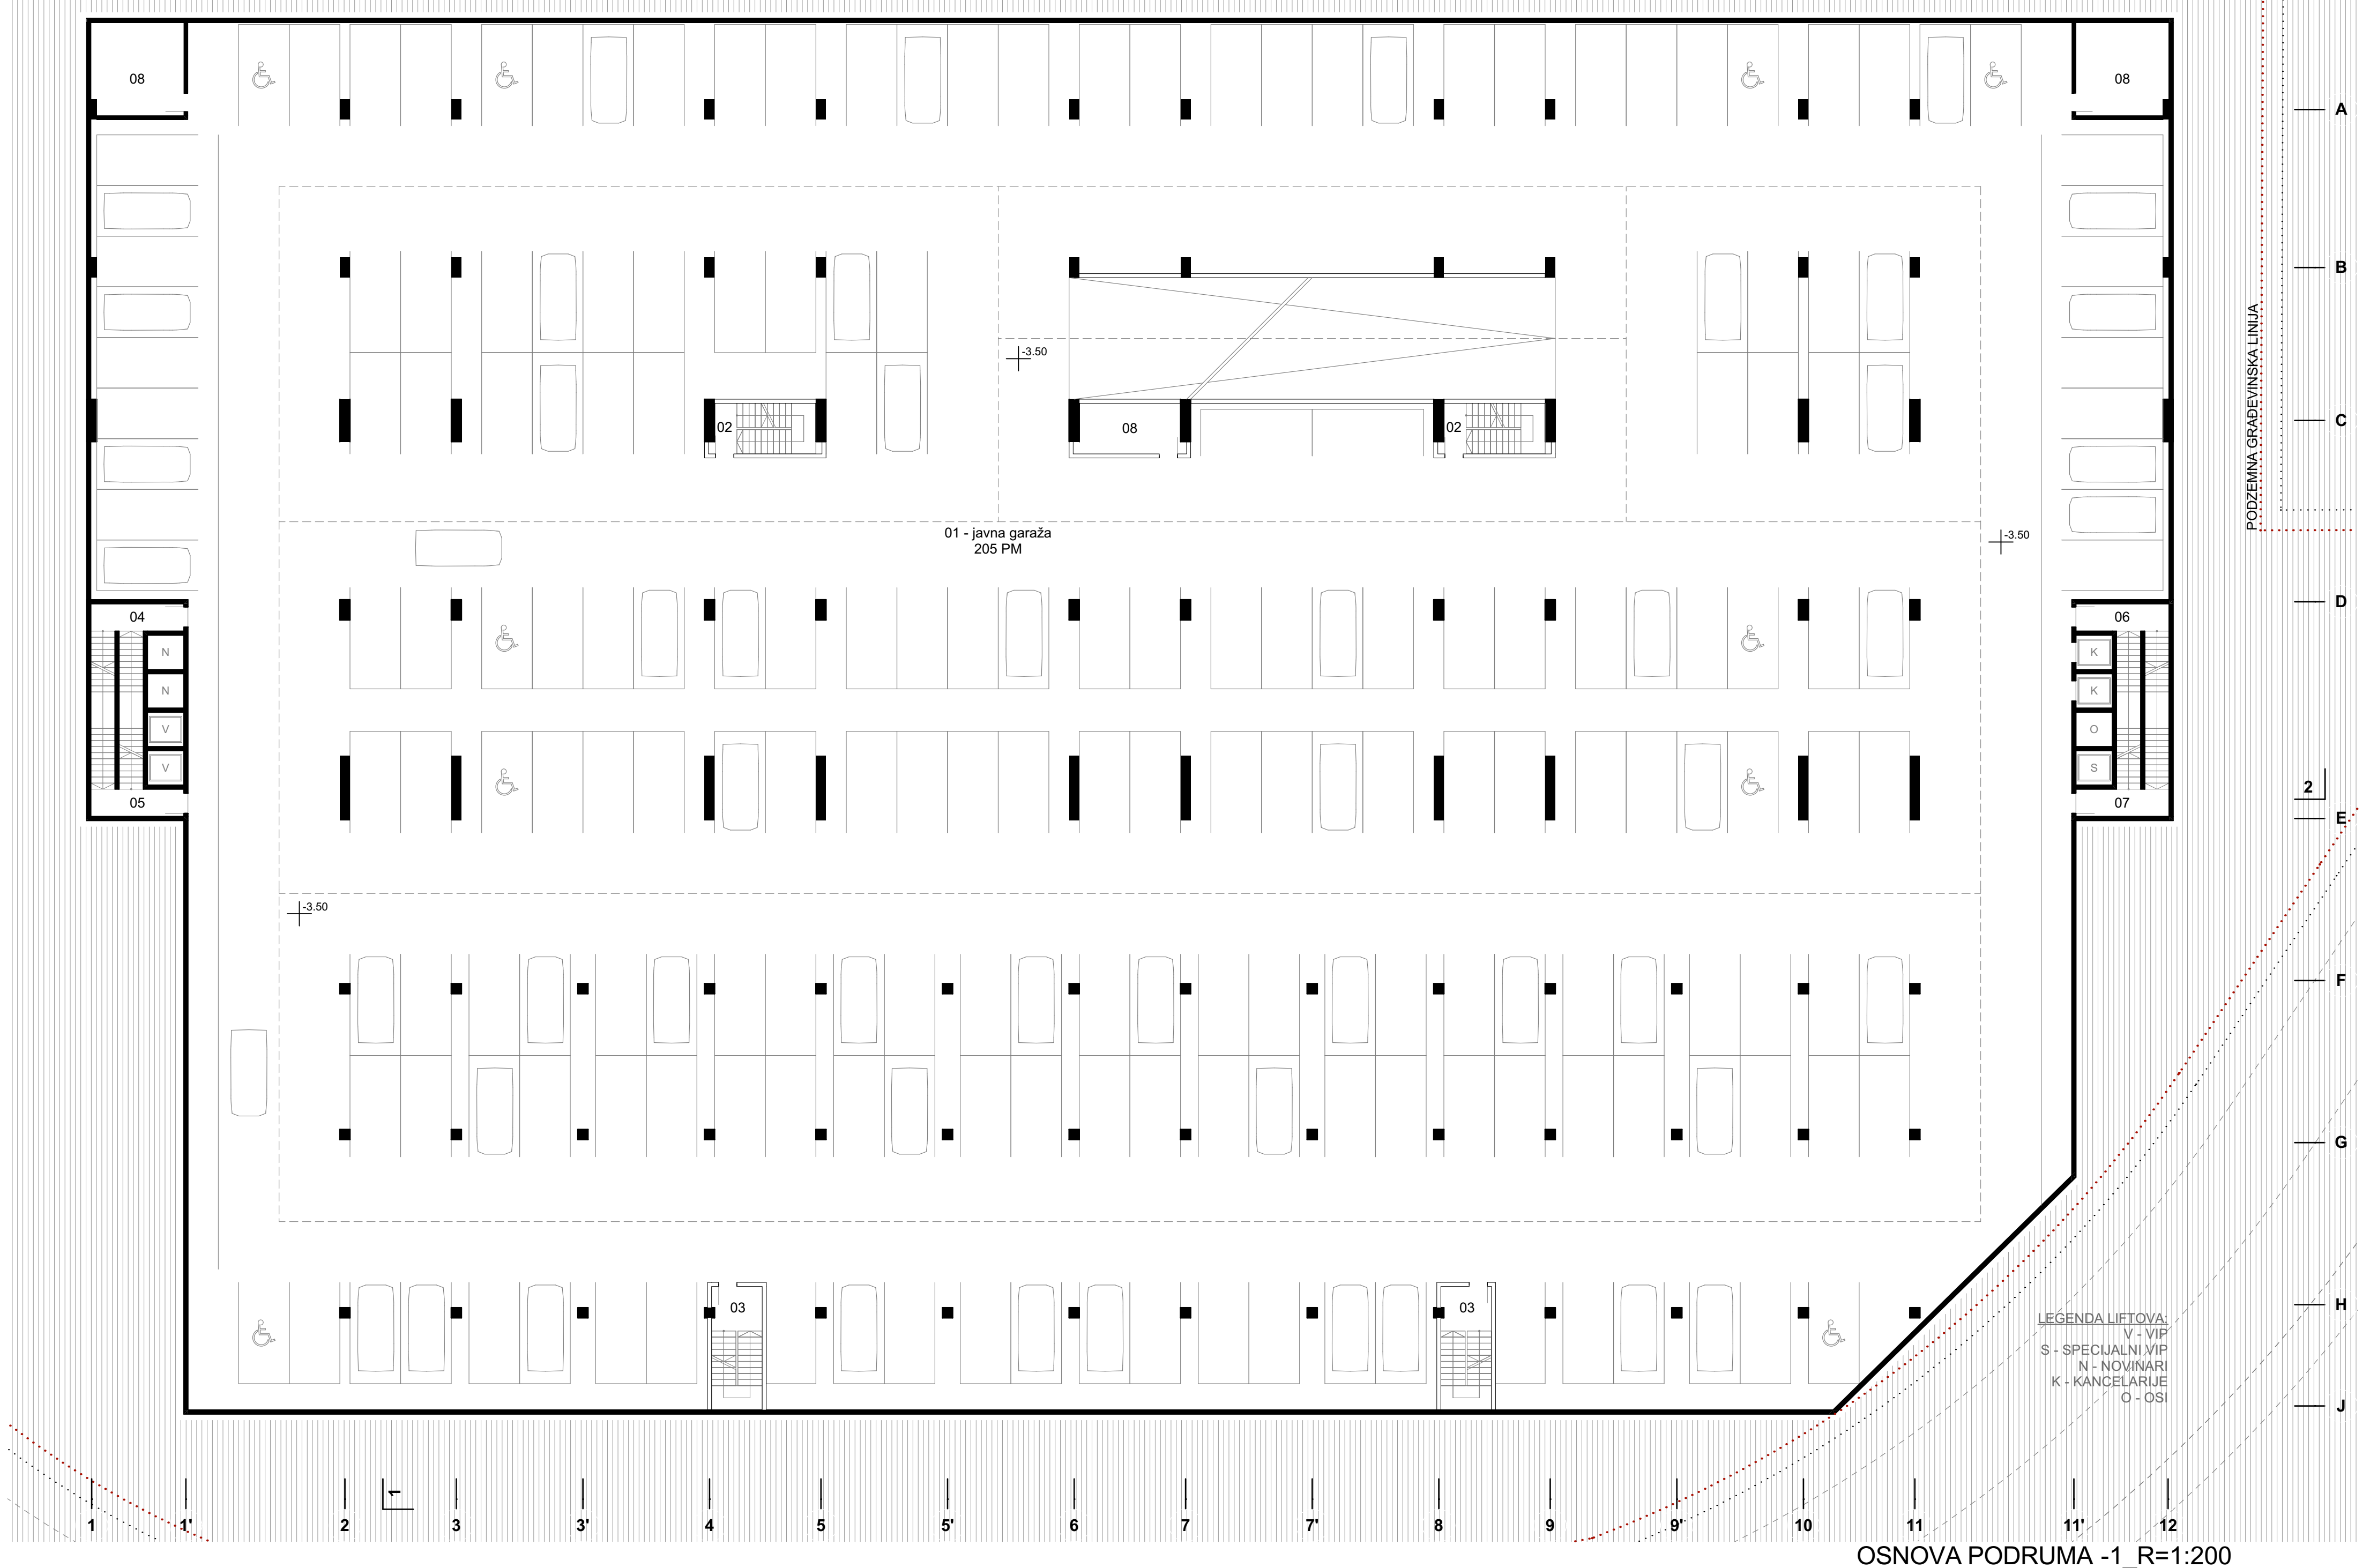 08
08
A
B
PODZEMNA GRAĐEVINSKA LINIJA
-3.50
02
08
02
C
01 - javna garaža
205 PM
-3.50
04
06
D
N
K
N
K
V
O
V
S
05
07
2
E
-3.50
F
G
03
03
H
LEGENDA LIFTOVA:
V - VIP
S - SPECIJALNI VIP
N - NOVINARI
K - KANCELARIJE
O - OSI
J
1
1 1' 2 3 3' 4 5 5' 6 7 7' 8 9 9' 10 11 11' 12
OSNOVA PODRUMA -1_R=1:200